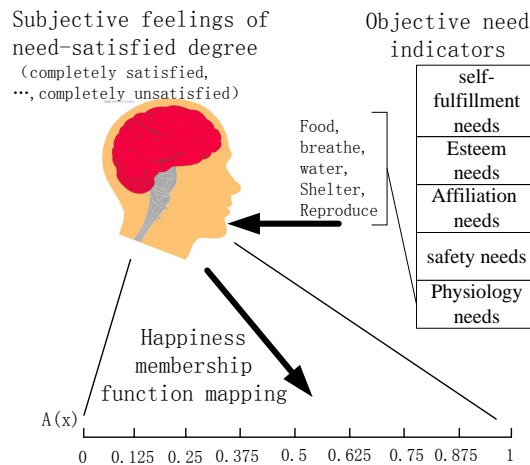 Subjective feelings of
need-satisfied degree
(completely satisfied,
…,completely unsatisfied)
Objective need
indicators
self-
fulfillment
needs
Esteem
needs
Affiliation
needs
safety needs
Physiology
needs
Food,
breathe,
water,
Shelter,
Reproduce
Happiness
membership
function mapping
A(x)
0 0.125 0.25 0.375 0.5 0.625 0.75 0.875 1